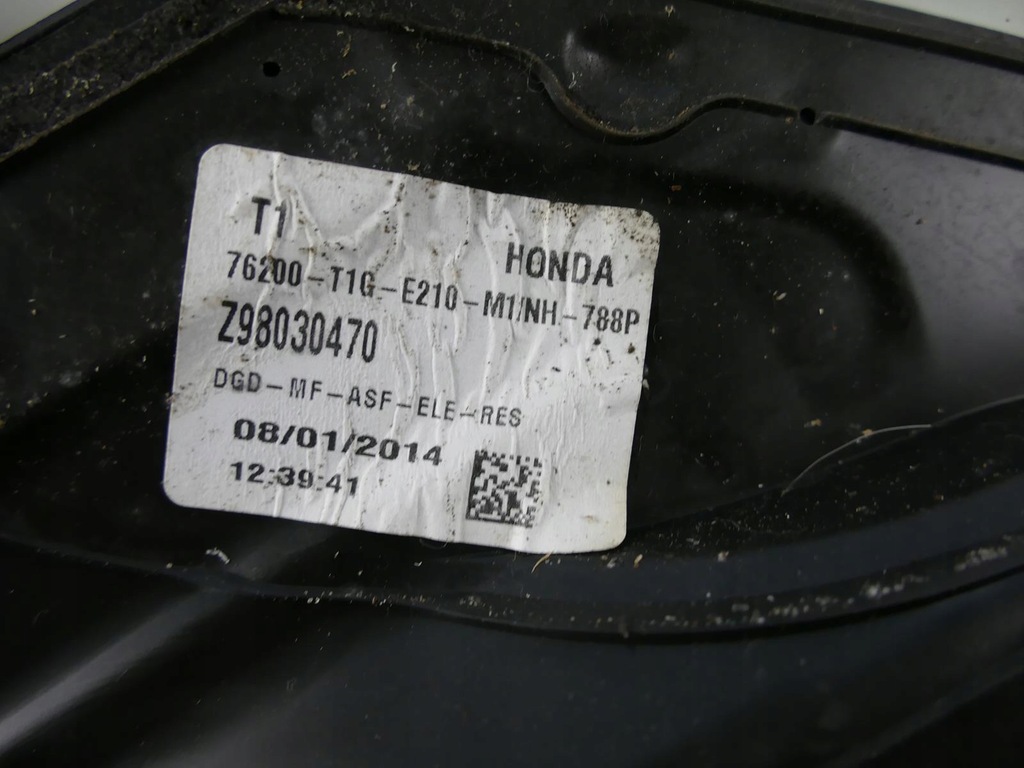 T1
HONDA
76200-T1G-E210-M1!NH-788P
Z98030470
DGD-MF-ASF-ELE-RES
08/01/2014
12:39:41